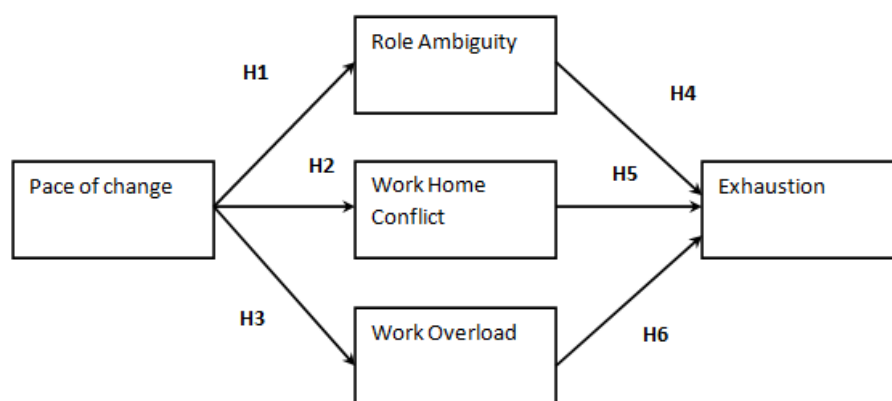 Role Ambiguity
H1
H4
Pace of change
H2
Work Home
Conflict
H5
Exhaustion
H3
Work Overload
H6